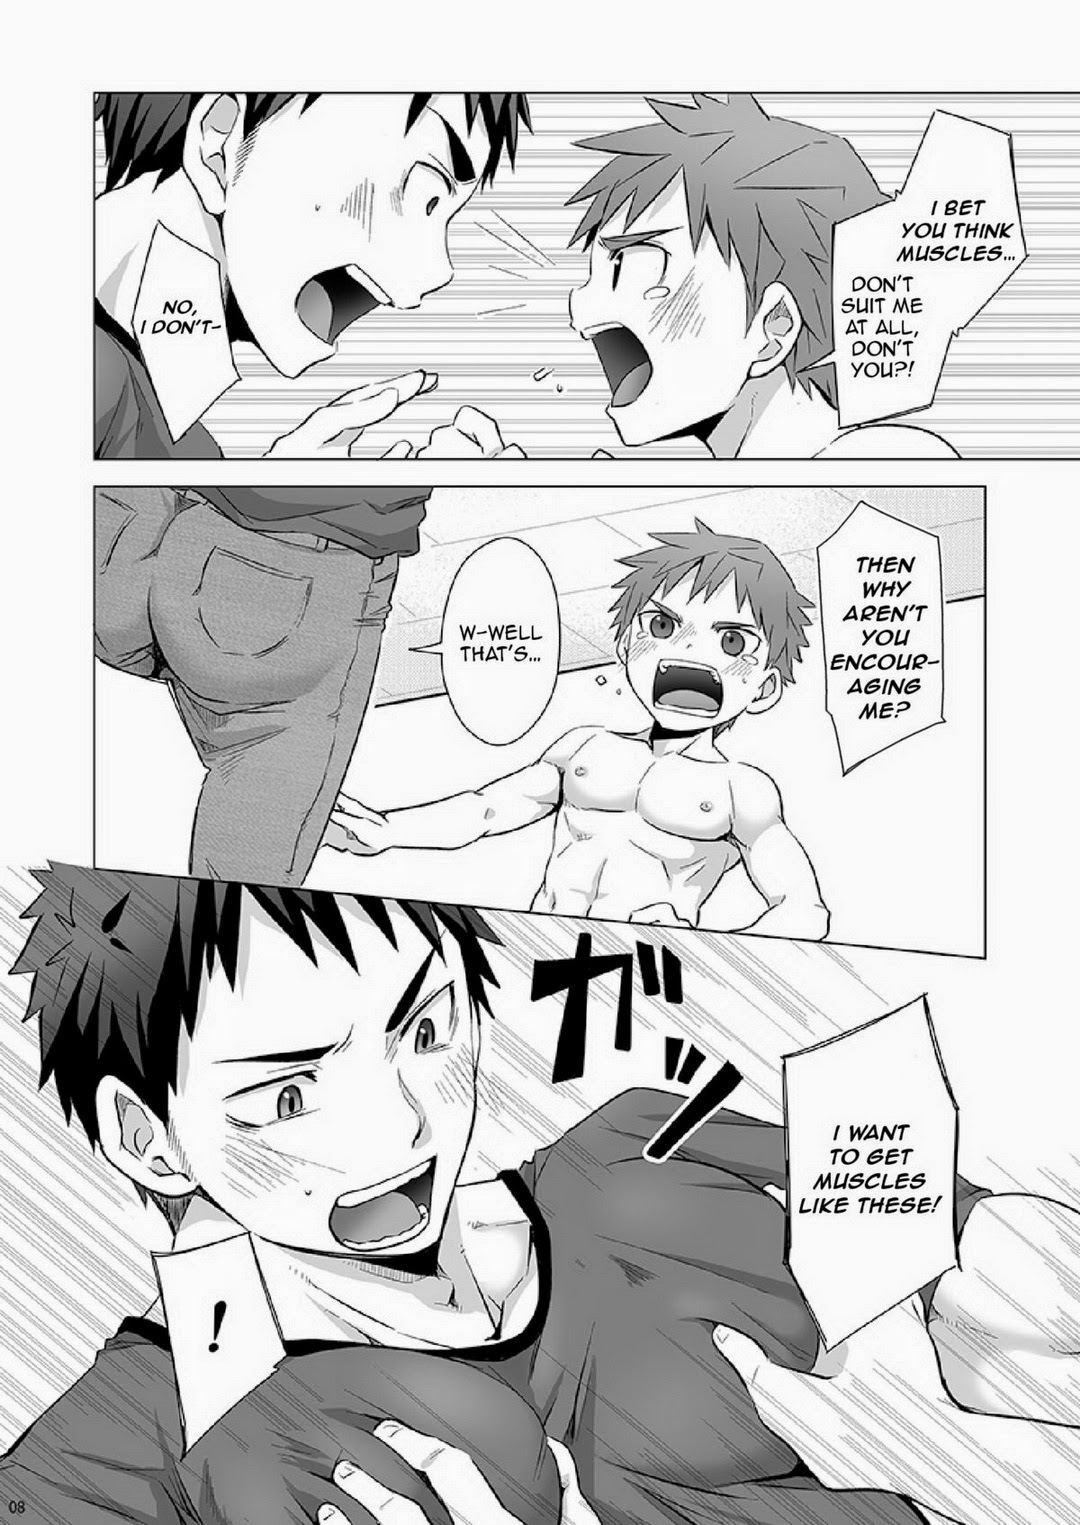 I BET
YOU THINK
MUSCLES...
DON'T
SUIT ME
AT ALL,
DON'T
YOU?!
NO,
I DON'T-
THEN
WHY
AREN'T
YOU
ENCOUR-
AGING
ME?
W-WELL
THAT'S...
ガッ
I WANT
TO GET
MUSCLES
LIKE THESE!
!
08